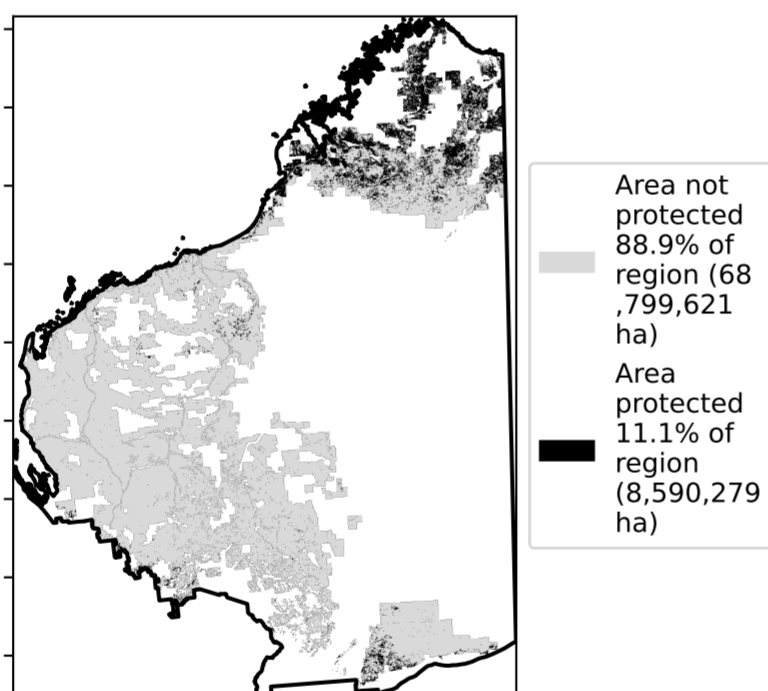 Area not
protected
88.9% of
region (68
,799,621
ha)
Area
protected
11.1% of
region
(8,590,279
ha)